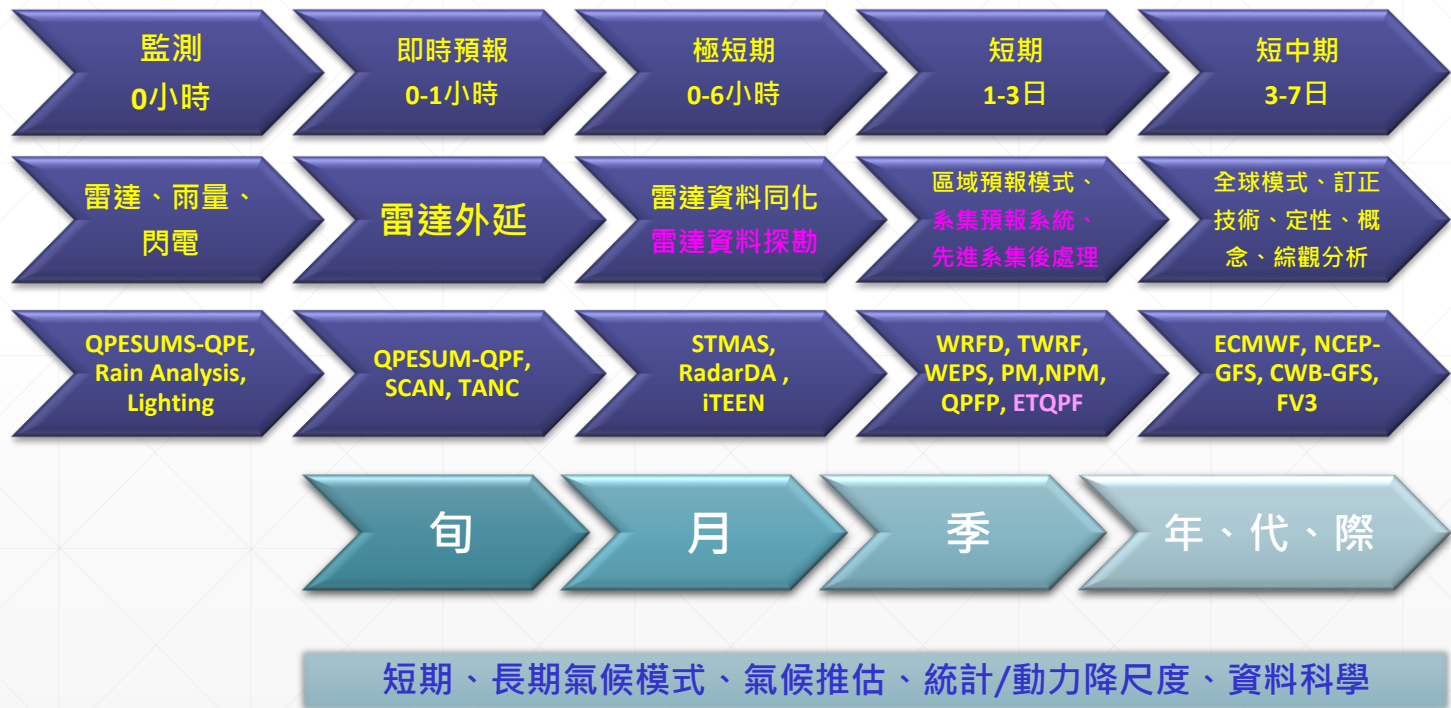 監測
0小時
即時預報
0-1小時
極短期
0-6小時
短期
1-3日
短中期
3-7日
雷達、雨量、
閃電
雷達外延
雷達資料同化
雷達資料探勘
區域預報模式、
系集預報系統、
先進系集後處理
全球模式、訂正
技術、定性、概
念、綜觀分析
QPESUMS-QPE,
Rain Analysis,
Lighting
QPESUM-QPF,
SCAN, TANC
STMAS,
RadarDA ,
iTEEN
WRFD, TWRF,
WEPS, PM,NPM,
QPFP, ETQPF
ECMWF, NCEP-
GFS, CWB-GFS,
FV3
旬
月
季
年、代、際
短期、長期氣候模式、氣候推估、統計/動力降尺度、資料科學